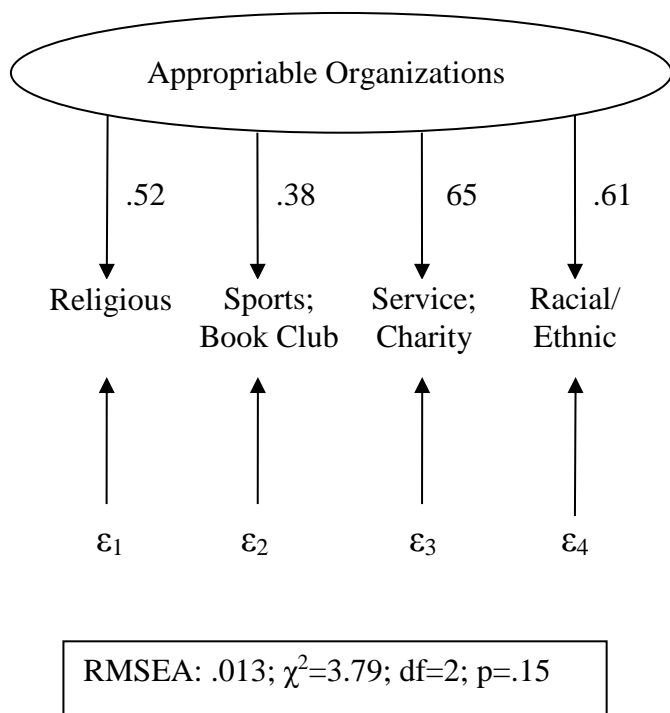 Appropriable Organizations
.52 .38 65 .61
Religious Sports; Service; Racial/
Book Club Charity Ethnic
ε₁ ε₂ ε₃ ε₄
RMSEA: .013; χ²=3.79; df=2; p=.15